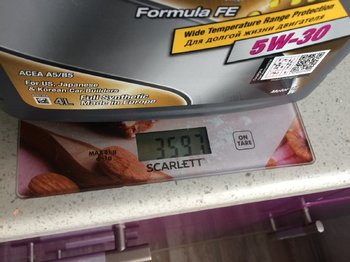 Formula FE
Wide Temperature Range Protection
Для долгой жизни двигателя
5W-30
ACEA A5/B5
For US, Japanese
& Korean Car Builders
4L
Fully Synthetic
Made in Europe
3597
ON
TARE
SCARLETT